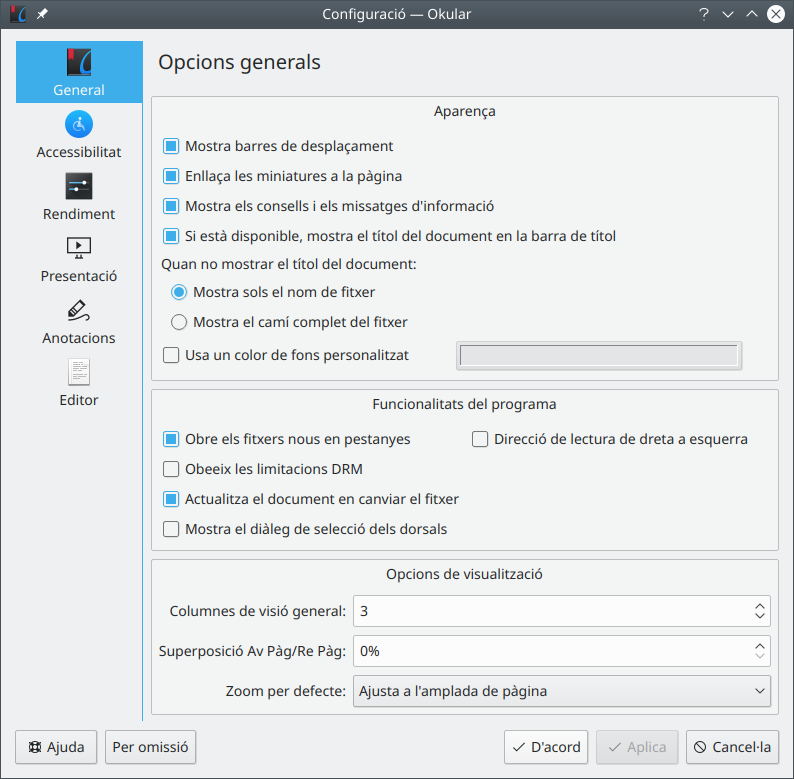 Configuració — Okular
General
Accessibilitat
Rendiment
Presentació
Anotacions
Editor
Opcions generals
Aparença
Mostra barres de desplaçament
Enllaça les miniatures a la pàgina
Mostra els consells i els missatges d'informació
Si està disponible, mostra el títol del document en la barra de títol
Quan no mostrar el títol del document:
Mostra sols el nom de fitxer
Mostra el camí complet del fitxer
Usa un color de fons personalitzat
Funcionalitats del programa
Obre els fitxers nous en pestanyes Direcció de lectura de dreta a esquerra
Obeeix les limitacions DRM
Actualitza el document en canviar el fitxer
Mostra el diàleg de selecció dels dorsals
Opcions de visualització
Columnes de visió general: 3
Superposició Av Pàg/Re Pàg: 0%
Zoom per defecte: Ajusta a l'amplada de pàgina
Ajuda Per omissió D'acord Aplica Cancel·la